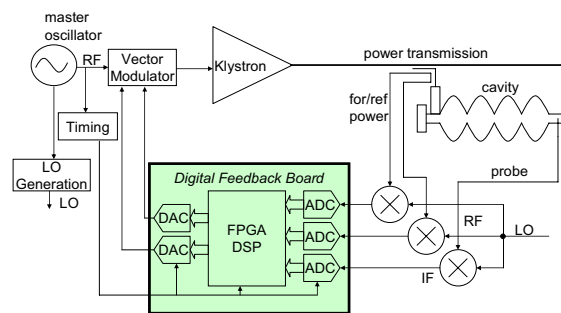 master
oscillator
RF
Vector
Modulator
Klystron
power transmission
Timing
for/ref
power
cavity
LO
Generation
LO
probe
Digital Feedback Board
DAC
DAC
FPGA
DSP
ADC
ADC
ADC
RF
LO
IF